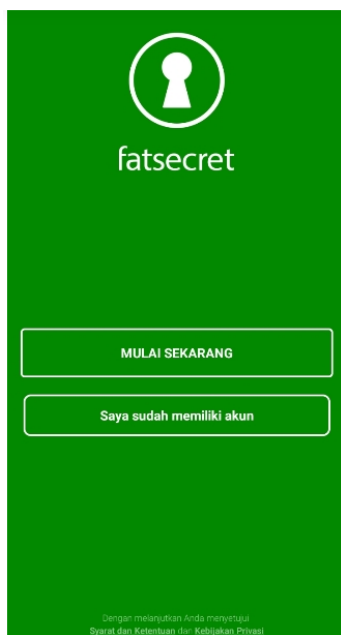 fatsecret
MULAI SEKARANG
Saya sudah memiliki akun
Dengan melanjutkan Anda menyetujui
Syarat dan Ketentuan dan Kebijakan Privasi